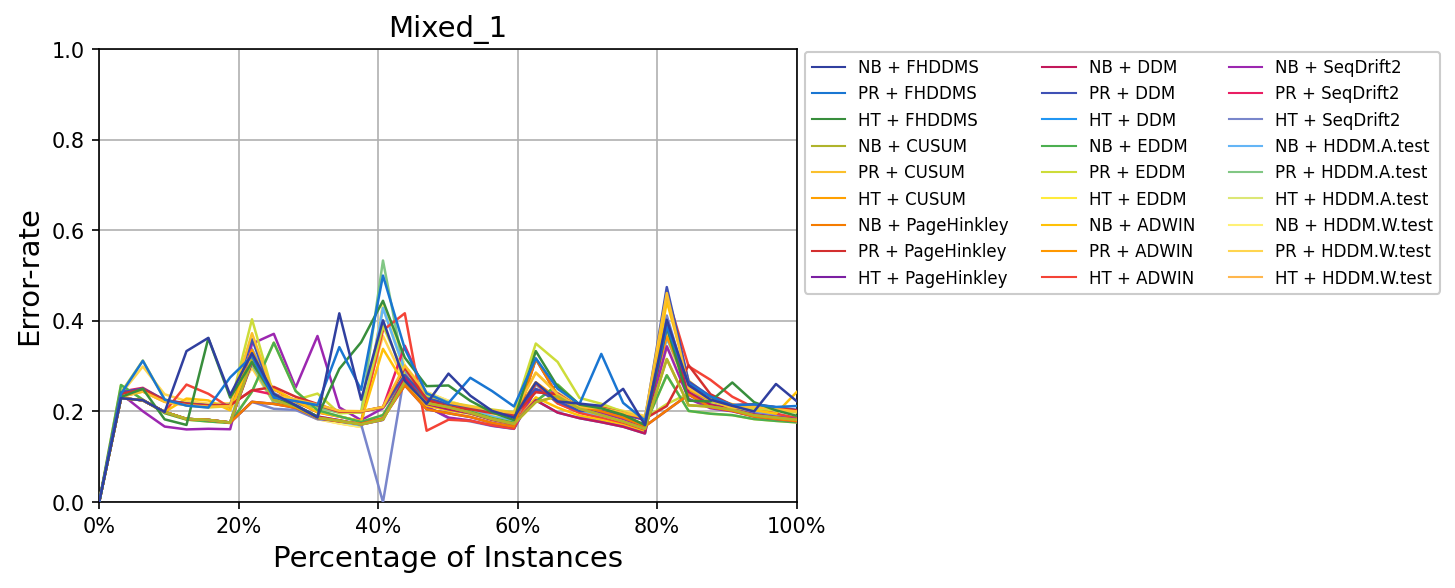 Mixed_1
1.0
0.8
0.6
0.4
0.2
0.0
Error-rate
0%
20%
40%
60%
80%
100%
Percentage of Instances
NB + FHDDMS
PR + FHDDMS
HT + FHDDMS
NB + CUSUM
PR + CUSUM
HT + CUSUM
NB + PageHinkley
PR + PageHinkley
HT + PageHinkley
NB + DDM
PR + DDM
HT + DDM
NB + EDDM
PR + EDDM
HT + EDDM
NB + ADWIN
PR + ADWIN
HT + ADWIN
NB + SeqDrift2
PR + SeqDrift2
HT + SeqDrift2
NB + HDDM.A.test
PR + HDDM.A.test
HT + HDDM.A.test
NB + HDDM.W.test
PR + HDDM.W.test
HT + HDDM.W.test